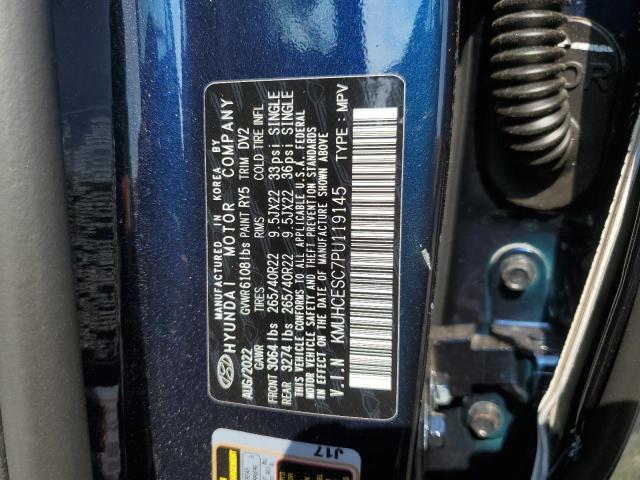 MANUFACTURED IN KOREA BY
HYUNDAI MOTOR COMPANY
AUG/2022 GVWR 6108 lbs PAINT RY5 TRIM DV2
GAWR TIRES RIMS COLD TIRE INFL
FRONT 3064 lbs 265/40R22 9.5JX22 33psi SINGLE
REAR 3274 lbs 265/40R22 9.5JX22 36psi SINGLE
THIS VEHICLE CONFORMS TO ALL APPLICABLE U.S.A. FEDERAL
MOTOR VEHICLE SAFETY AND BUMPER AND THEFT PREVENTION STANDARDS
IN EFFECT ON THE DATE OF MANUFACTURE SHOWN ABOVE
V.I.N KMUHCESC7PU119145 TYPE : MPV
J17